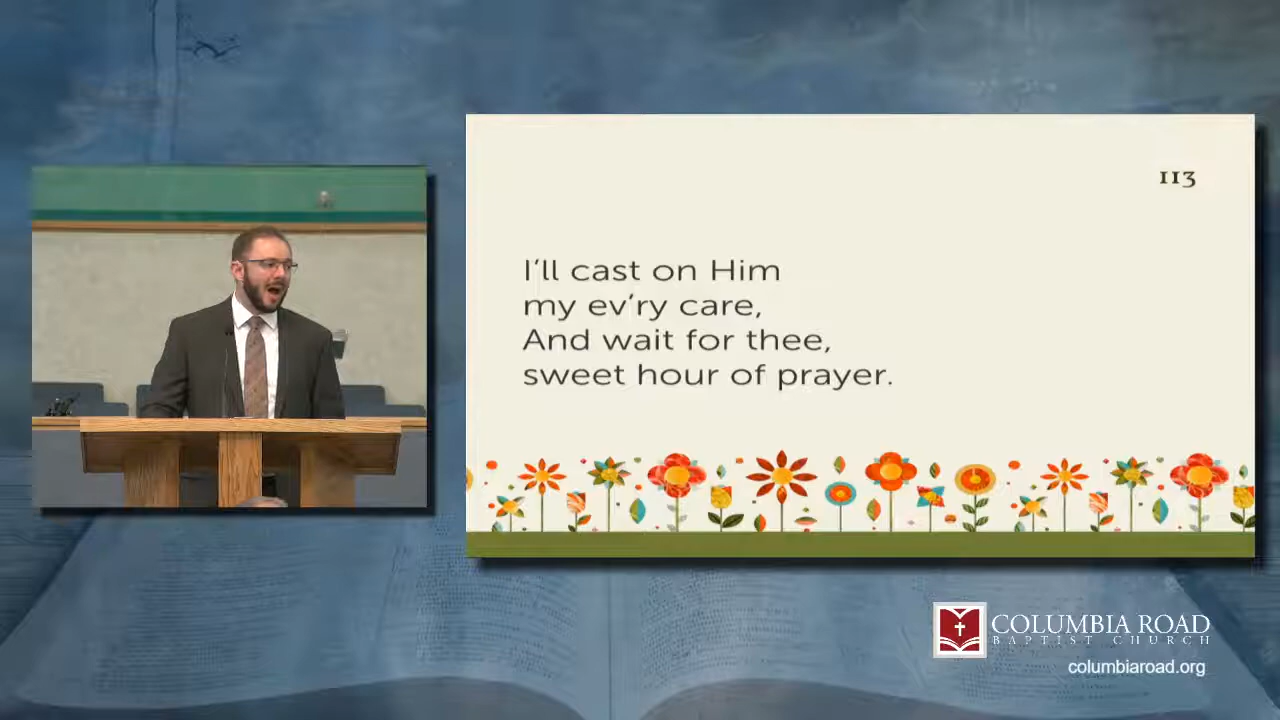 113
I'll cast on Him
my ev'ry care,
And wait for thee,
sweet hour of prayer.
COLUMBIA ROAD
BAPTIST CHURCH
columbiaroad.org